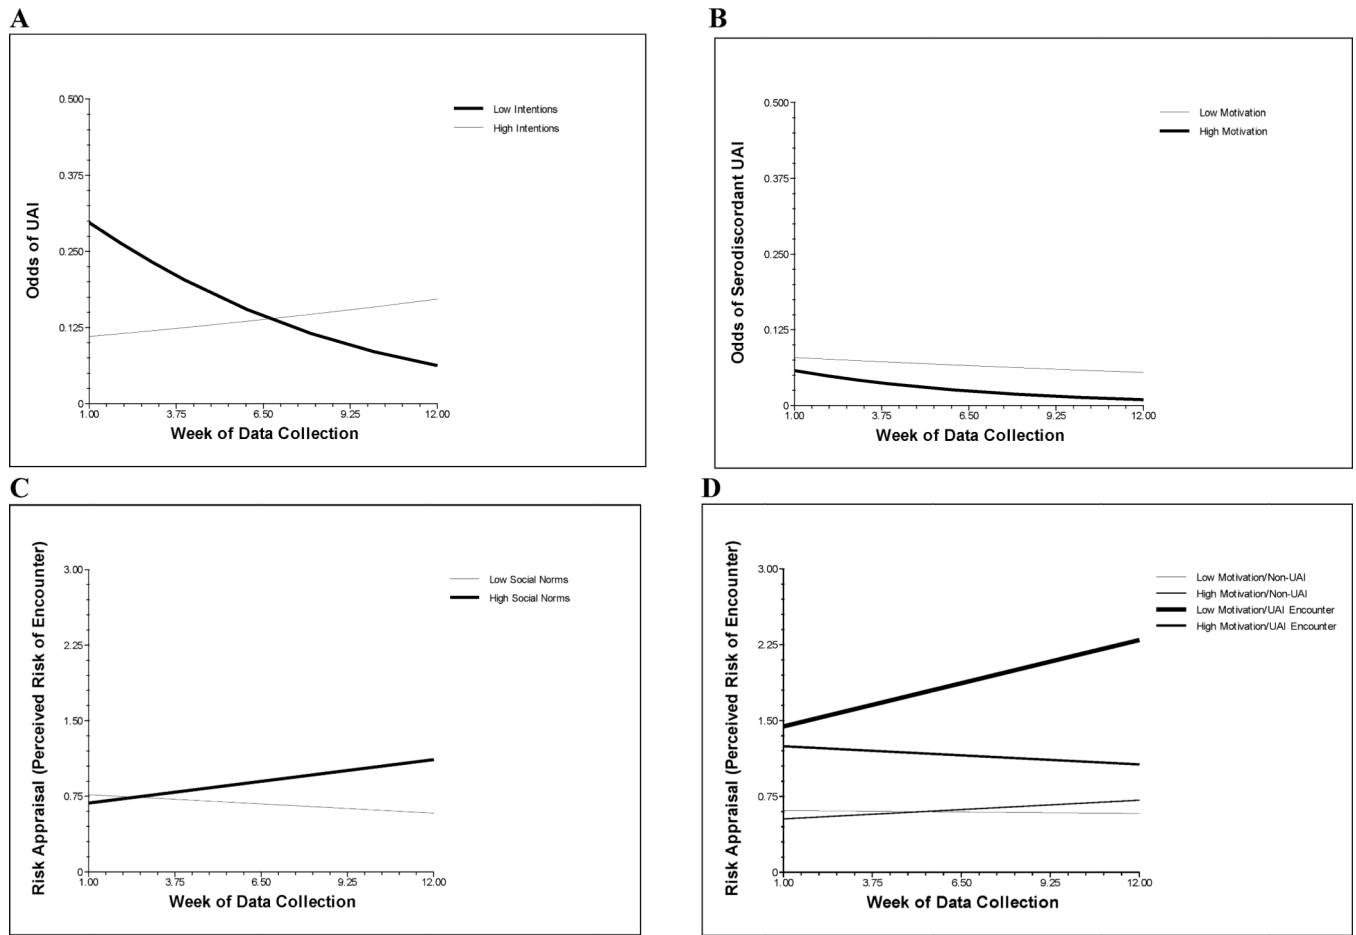 A
0.500
0.375
0.250
0.125
0
1.00 3.75 6.50 9.25 12.00
Odds of UAI
Week of Data Collection
Low Intentions
High Intentions
B
0.500
0.375
0.250
0.125
0
1.00 3.75 6.50 9.25 12.00
Odds of Serodiscordant UAI
Week of Data Collection
Low Motivation
High Motivation
C
3.00
2.25
1.50
0.75
0
1.00 3.75 6.50 9.25 12.00
Risk Appraisal (Perceived Risk of Encounter)
Week of Data Collection
Low Social Norms
High Social Norms
D
3.00
2.25
1.50
0.75
0
1.00 3.75 6.50 9.25 12.00
Risk Appraisal (Perceived Risk of Encounter)
Week of Data Collection
Low Motivation/Non-UAI
High Motivation/Non-UAI
Low Motivation/UAI Encounter
High Motivation/UAI Encounter